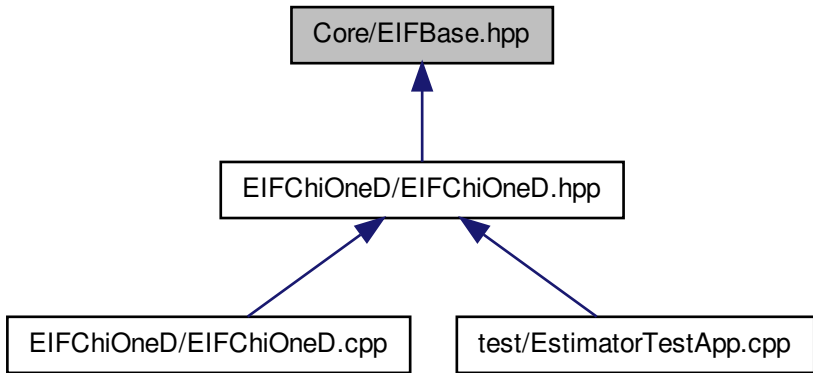 Core/EIFBase.hpp
EIFChiOneD/EIFChiOneD.hpp
EIFChiOneD/EIFChiOneD.cpp
test/EstimatorTestApp.cpp